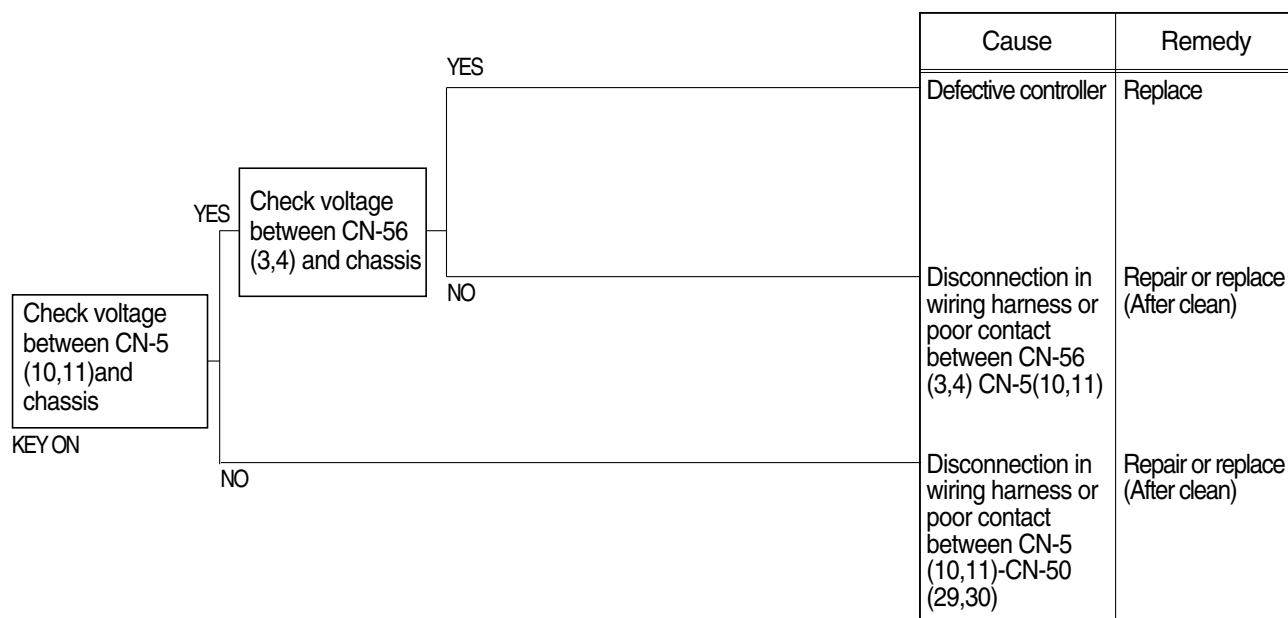 Cause
Remedy
YES
Defective controller
Replace
YES
Check voltage
between CN-56
(3,4) and chassis
NO
Disconnection in
wiring harness or
poor contact
between CN-56
(3,4) CN-5(10,11)
Repair or replace
(After clean)
Check voltage
between CN-5
(10,11)and
chassis
KEY ON
NO
Disconnection in
wiring harness or
poor contact
between CN-5
(10,11)-CN-50
(29,30)
Repair or replace
(After clean)